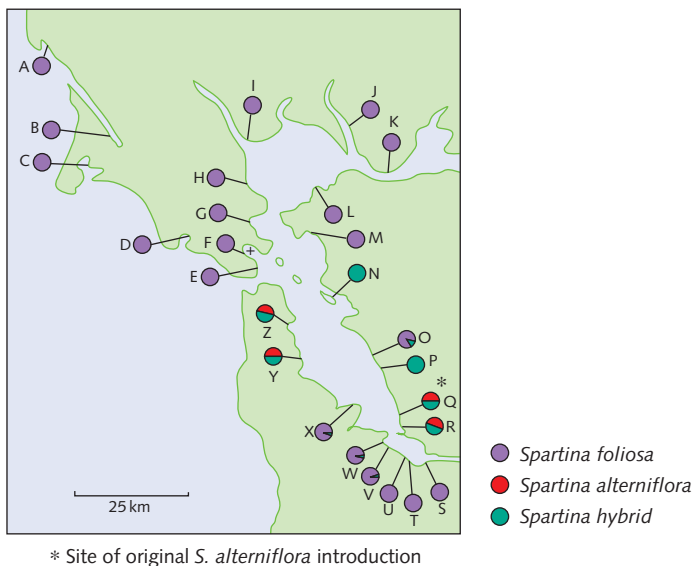 A
B
C
D
E
F
+
G
H
I
J
K
L
M
N
O
P
*
Q
R
Z
Y
X
W
V
U
T
S
25 km
Spartina foliosa
Spartina alterniflora
Spartina hybrid
* Site of original S. alterniflora introduction